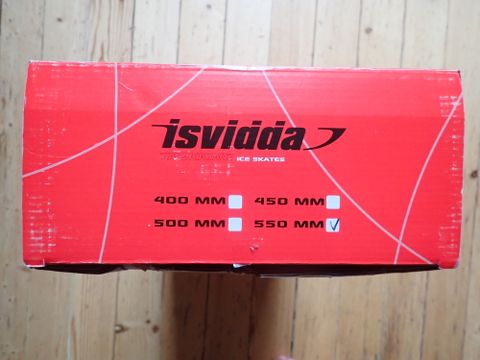 isvidda
ICE SKATES
400 MM 450 MM
500 MM 550 MM